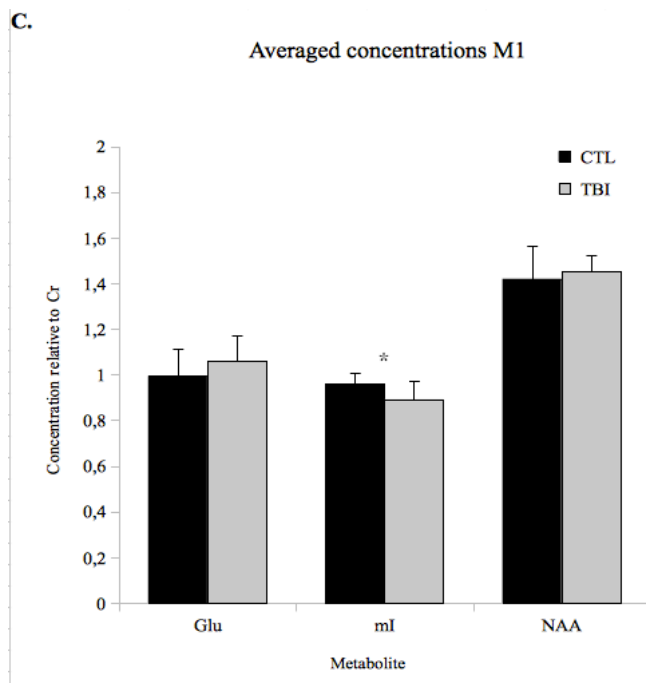 C.
Averaged concentrations M1
CTL
TBI
2
1,8
1,6
1,4
1,2
1
0,8
0,6
0,4
0,2
0
Concentration relative to Cr
*
Glu mI NAA
Metabolite